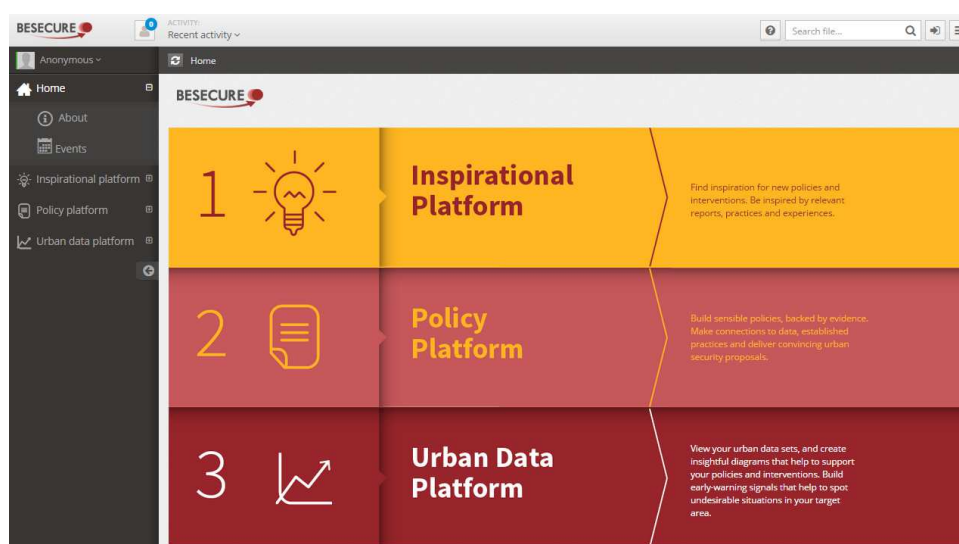 BESECURE
0
ACTIVITY:
Recent activity
Search file...
Anonymous
Home
Home
About
Events
Inspirational platform
Policy platform
Urban data platform
BESECURE
1
Inspirational
Platform
Find inspiration for new policies and
interventions. Be inspired by relevant
reports, practices and experiences.
2
Policy
Platform
Build sensible policies, backed by evidence.
Make connections to data, established
practices and deliver convincing urban
security proposals.
3
Urban Data
Platform
View your urban data sets, and create
insightful diagrams that help to support
your policies and interventions. Build
early-warning signals that help to spot
undesirable situations in your target
area.